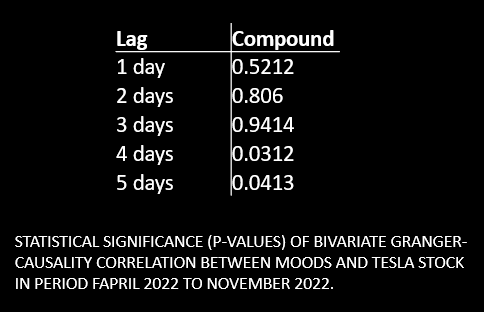 Lag Compound
1 day 0.5212
2 days 0.806
3 days 0.9414
4 days 0.0312
5 days 0.0413
STATISTICAL SIGNIFICANCE (P-VALUES) OF BIVARIATE GRANGER-
CAUSALITY CORRELATION BETWEEN MOODS AND TESLA STOCK
IN PERIOD FAPRIL 2022 TO NOVEMBER 2022.